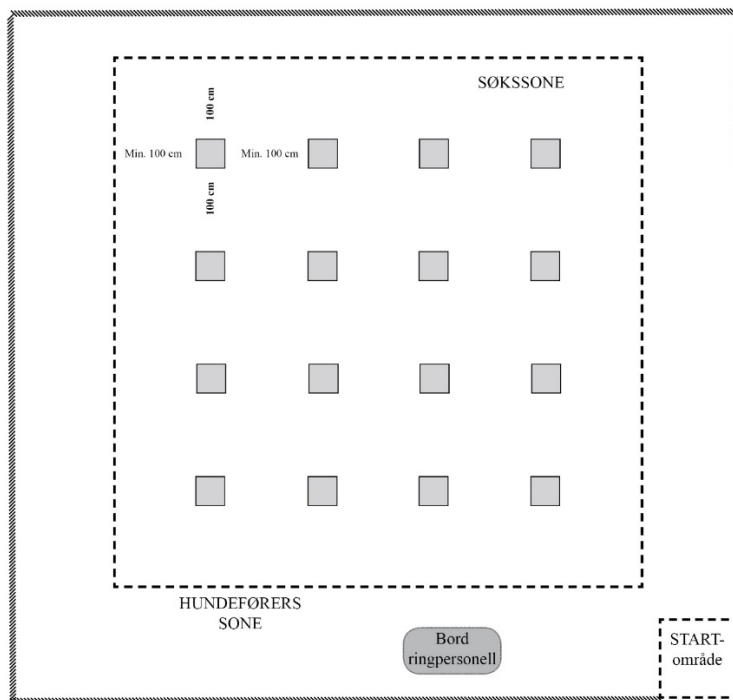 SØKSSONE
100 cm
Min. 100 cm
Min. 100 cm
100 cm
HUNDEFØRERS
SONE
Bord
ringpersonell
START-
område